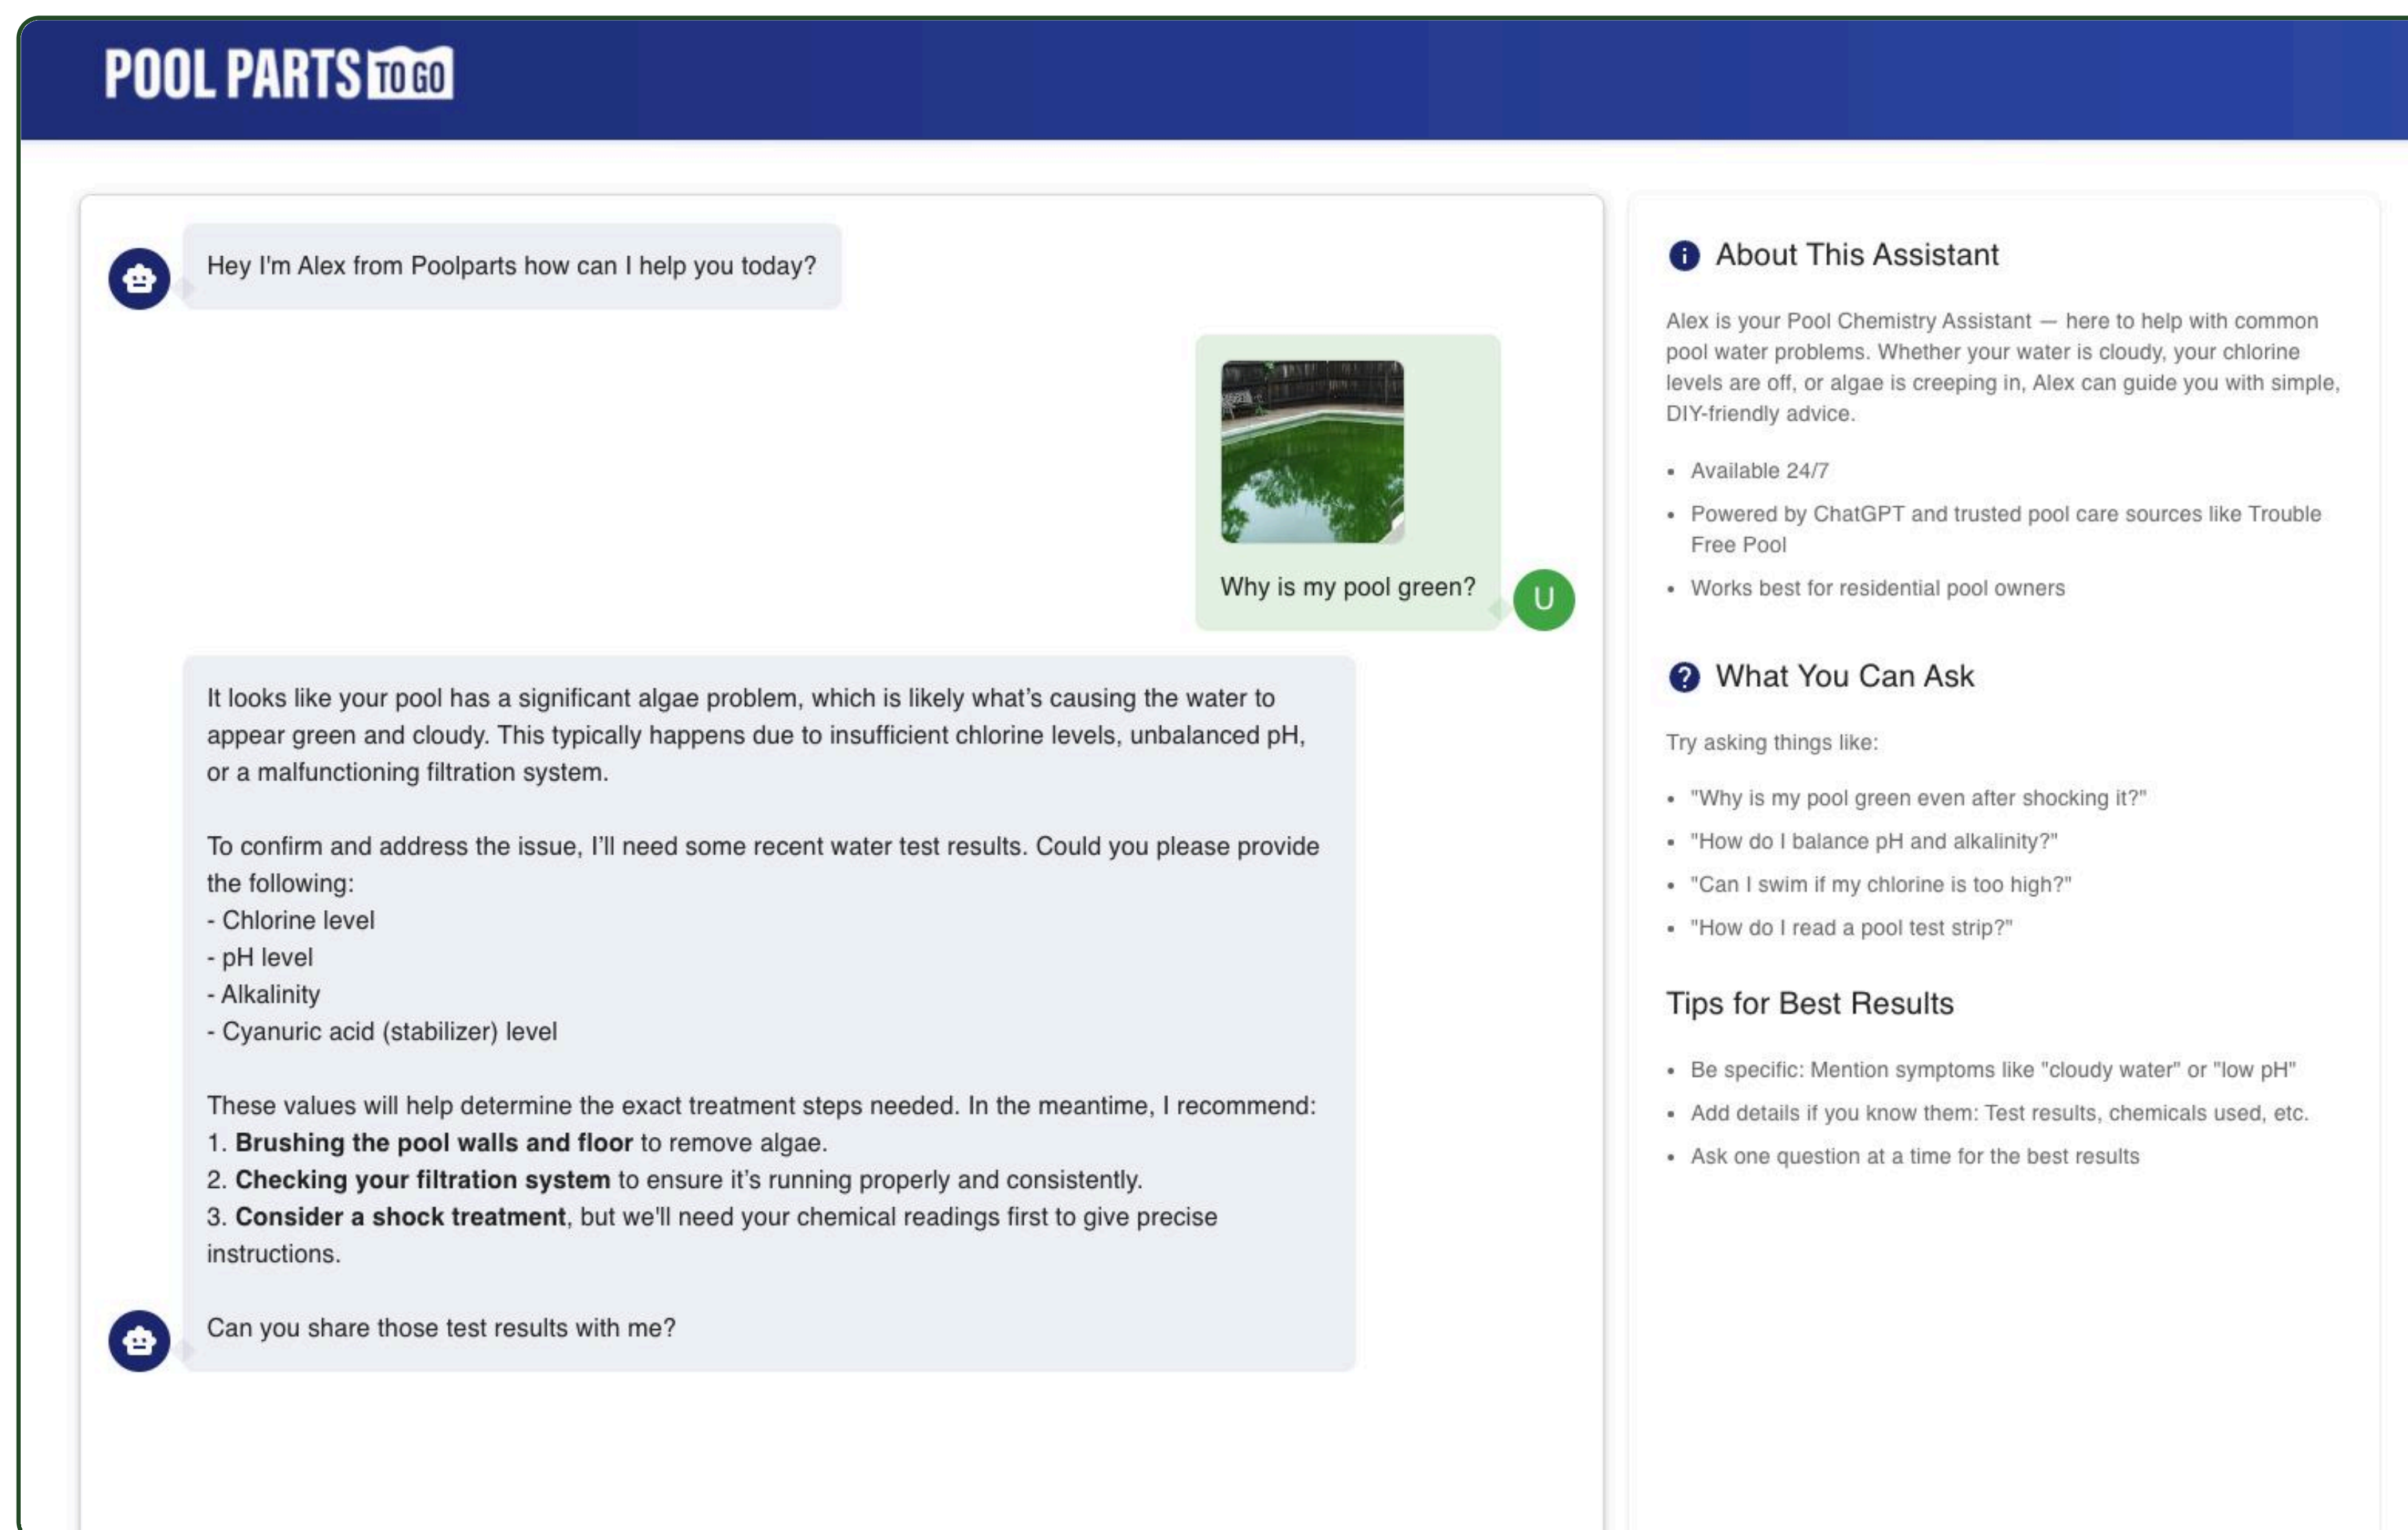 POOL PARTS TO GO
Hey I'm Alex from Poolparts how can I help you today?
Why is my pool green?
U
It looks like your pool has a significant algae problem, which is likely what’s causing the water to
appear green and cloudy. This typically happens due to insufficient chlorine levels, unbalanced pH,
or a malfunctioning filtration system.
To confirm and address the issue, I’ll need some recent water test results. Could you please provide
the following:
- Chlorine level
- pH level
- Alkalinity
- Cyanuric acid (stabilizer) level
These values will help determine the exact treatment steps needed. In the meantime, I recommend:
1. Brushing the pool walls and floor to remove algae.
2. Checking your filtration system to ensure it’s running properly and consistently.
3. Consider a shock treatment, but we'll need your chemical readings first to give precise
instructions.
Can you share those test results with me?
About This Assistant
Alex is your Pool Chemistry Assistant — here to help with common
pool water problems. Whether your water is cloudy, your chlorine
levels are off, or algae is creeping in, Alex can guide you with simple,
DIY-friendly advice.
• Available 24/7
• Powered by ChatGPT and trusted pool care sources like Trouble
Free Pool
• Works best for residential pool owners
What You Can Ask
Try asking things like:
• "Why is my pool green even after shocking it?"
• "How do I balance pH and alkalinity?"
• "Can I swim if my chlorine is too high?"
• "How do I read a pool test strip?"
Tips for Best Results
• Be specific: Mention symptoms like "cloudy water" or "low pH"
• Add details if you know them: Test results, chemicals used, etc.
• Ask one question at a time for the best results